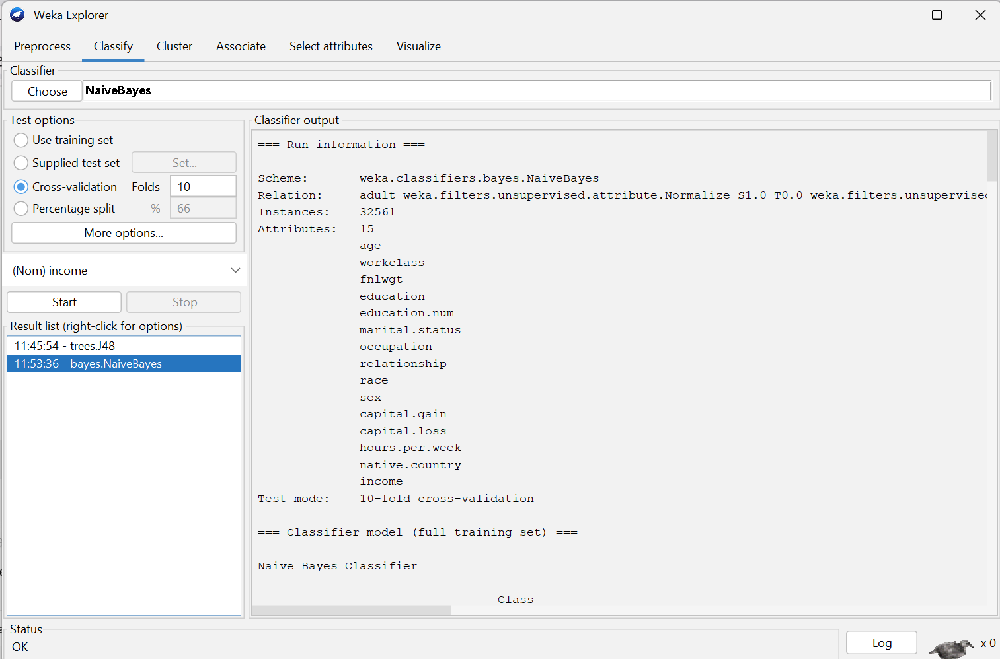 Weka Explorer
Preprocess Classify Cluster Associate Select attributes Visualize
Classifier
Choose NaiveBayes
Test options
Use training set
Supplied test set Set...
Cross-validation Folds 10
Percentage split % 66
More options...
(Nom) income
Start Stop
Result list (right-click for options)
11:45:54 - trees.J48
11:53:36 - bayes.NaiveBayes
Classifier output
=== Run information ===
Scheme: weka.classifiers.bayes.NaiveBayes
Relation: adult-weka.filters.unsupervised.attribute.Normalize-S1.0-T0.0-weka.filters.unsupervised
Instances: 32561
Attributes: 15
age
workclass
fnlwgt
education
education.num
marital.status
occupation
relationship
race
sex
capital.gain
capital.loss
hours.per.week
native.country
income
Test mode: 10-fold cross-validation
=== Classifier model (full training set) ===
Naive Bayes Classifier
Class
Status
OK
Log x 0